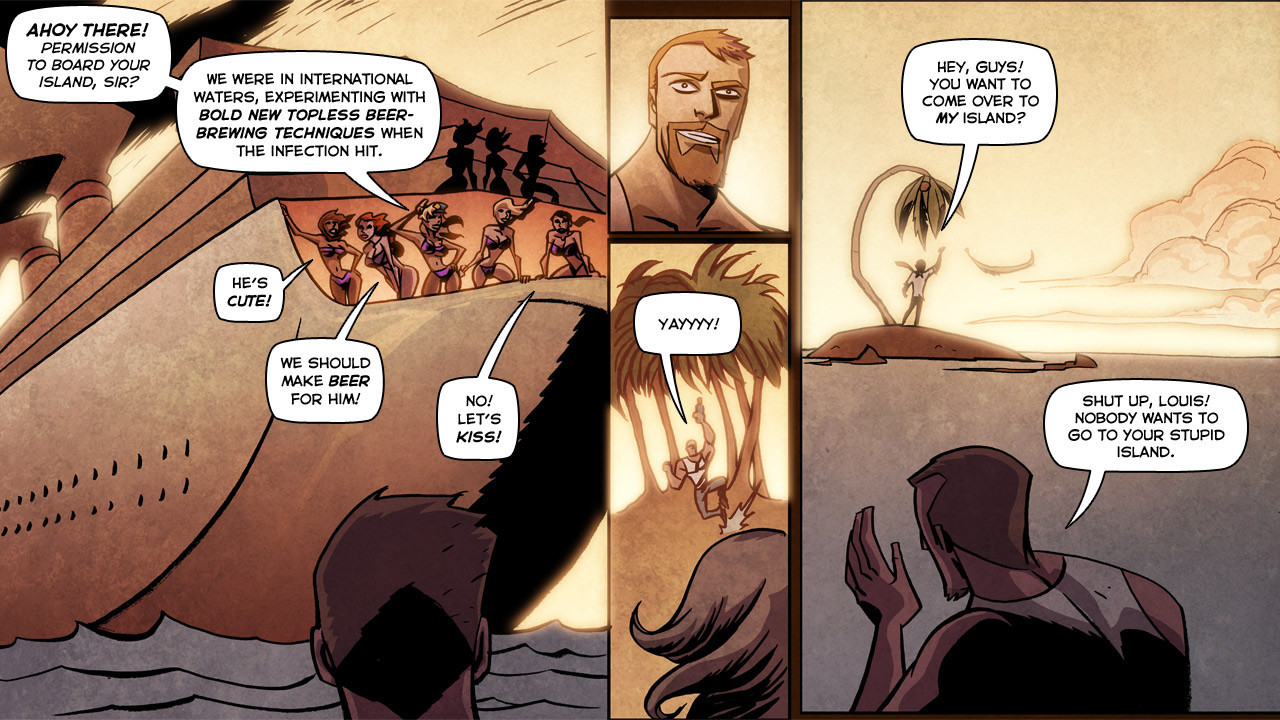 AHOY THERE!
PERMISSION
TO BOARD YOUR
ISLAND, SIR?
WE WERE IN INTERNATIONAL
WATERS, EXPERIMENTING WITH
BOLD NEW TOPLESS BEER-
BREWING TECHNIQUES WHEN
THE INFECTION HIT.
HE'S
CUTE!
WE SHOULD
MAKE BEER
FOR HIM!
NO!
LET'S
KISS!
YAYYYY!
HEY, GUYS!
YOU WANT TO
COME OVER TO
MY ISLAND?
SHUT UP, LOUIS!
NOBODY WANTS TO
GO TO YOUR STUPID
ISLAND.